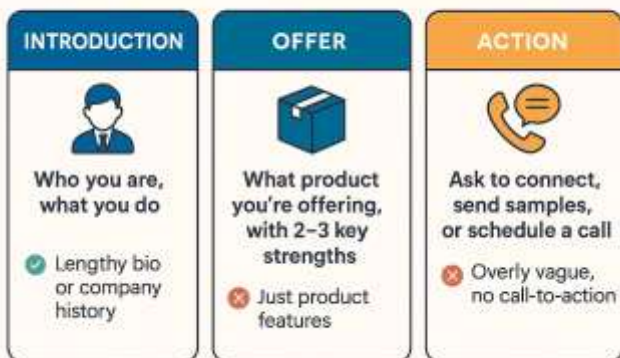 INTRODUCTION
Who you are,
what you do
Lengthy bio
or company
history
OFFER
What product
you're offering,
with 2–3 key
strengths
Just product
features
ACTION
Ask to connect,
send samples,
or schedule a call
Overly vague,
no call-to-action